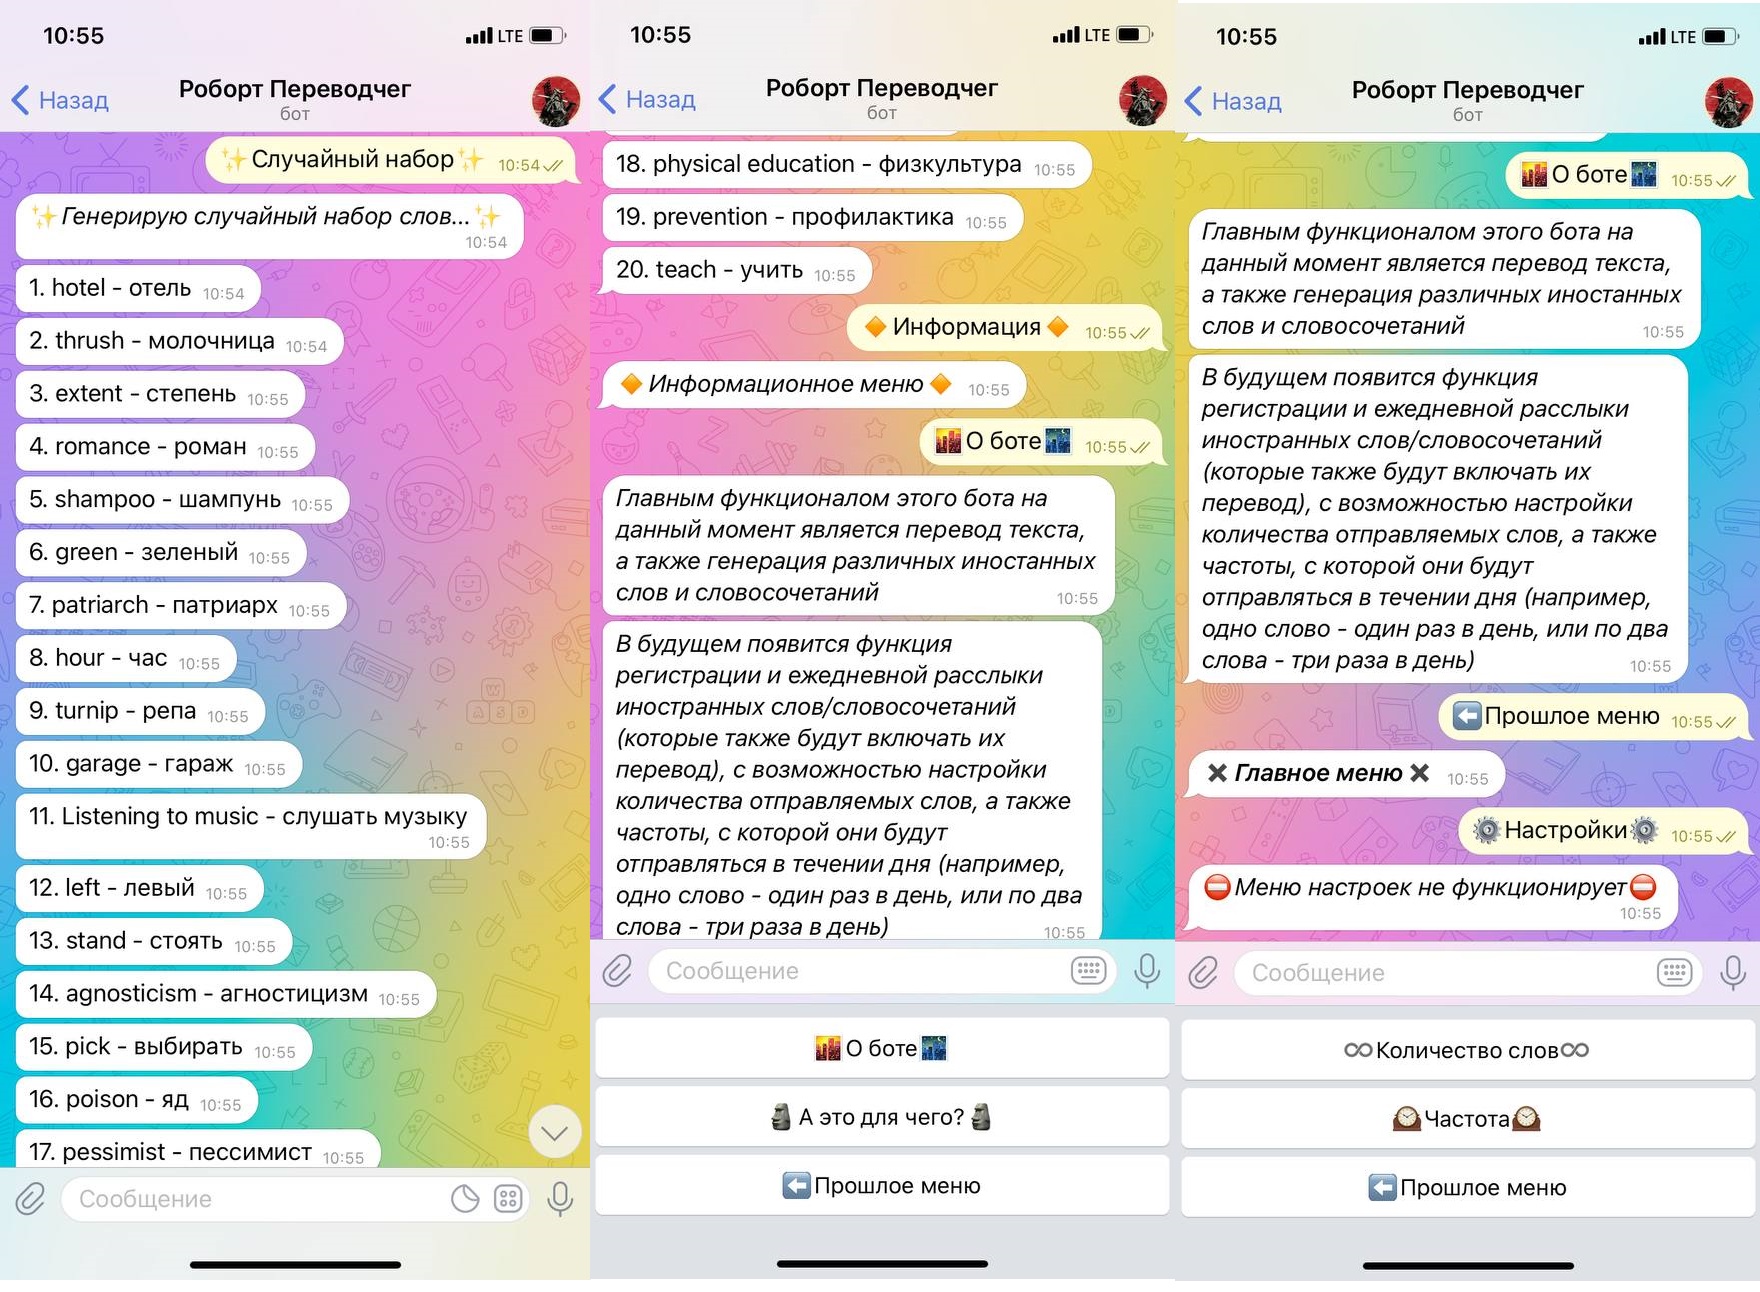 10:55
LTE
Назад
Роборт Переводчег
бот
✨Случайный набор✨ 10:54
✨Генерирую случайный набор слов...✨
10:54
1. hotel - отель 10:54
2. thrush - молочница 10:54
3. extent - степень 10:55
4. romance - роман 10:55
5. shampoo - шампунь 10:55
6. green - зеленый 10:55
7. patriarch - патриарх 10:55
8. hour - час 10:55
9. turnip - репа 10:55
10. garage - гараж 10:55
11. Listening to music - слушать музыку
10:55
12. left - левый 10:55
13. stand - стоять 10:55
14. agnosticism - агностицизм 10:55
15. pick - выбирать 10:55
16. poison - яд 10:55
17. pessimist - пессимист 10:55
Сообщение
10:55
LTE
Назад
Роборт Переводчег
бот
18. physical education - физкультура 10:55
19. prevention - профилактика 10:55
20. teach - учить 10:55
🔶 Информация 🔶 10:55
🔶 Информационное меню 🔶 10:55
🌇О боте🌃 10:55
Главным функционалом этого бота на
данный момент является перевод текста,
а также генерация различных иностанных
слов и словосочетаний 10:55
В будущем появится функция
регистрации и ежедневной расслыки
иностранных слов/словосочетаний
(которые также будут включать их
перевод), с возможностью настройки
количества отправляемых слов, а также
частоты, с которой они будут
отправляться в течении дня (например,
одно слово - один раз в день, или по два
слова - три раза в день) 10:55
Сообщение
🌇О боте🌃
🗿 А это для чего? 🗿
⬅️Прошлое меню
10:55
LTE
Назад
Роборт Переводчег
бот
🌇О боте🌃 10:55
Главным функционалом этого бота на
данный момент является перевод текста,
а также генерация различных иностанных
слов и словосочетаний 10:55
В будущем появится функция
регистрации и ежедневной расслыки
иностранных слов/словосочетаний
(которые также будут включать их
перевод), с возможностью настройки
количества отправляемых слов, а также
частоты, с которой они будут
отправляться в течении дня (например,
одно слово - один раз в день, или по два
слова - три раза в день) 10:55
⬅️Прошлое меню 10:55
✖️ Главное меню ✖️ 10:55
⚙️Настройки⚙️ 10:55
⛔Меню настроек не функционирует⛔
10:55
Сообщение
♾Количество слов♾
🕰Частота🕰
⬅️Прошлое меню